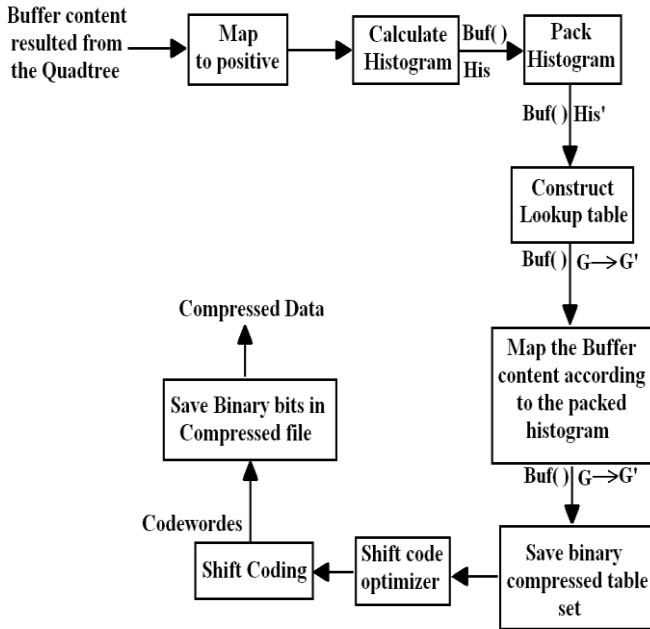 Buffer content
resulted from
the Quadtree
Map
to positive
Calculate
Histogram
Buf( )
His
Pack
Histogram
Buf( ) His'
Construct
Lookup table
Buf( ) G→G'
Map the Buffer
content according
to the packed
histogram
Buf( ) G→G'
Save binary
compressed table
set
Shift code
optimizer
Shift Coding
Codewordes
Save Binary bits in
Compressed file
Compressed Data